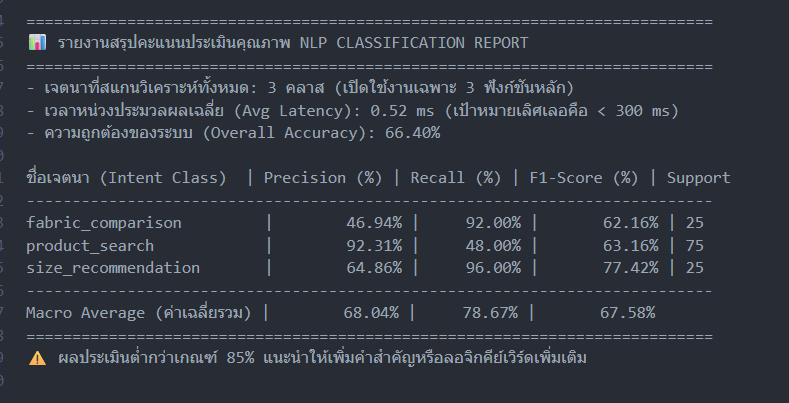 ======================================================================
📊 รายงานสรุปคะแนนประเมินคุณภาพ NLP CLASSIFICATION REPORT
======================================================================
- เจตนาที่สแกนวิเคราะห์ทั้งหมด: 3 คลาส (เปิดใช้งานเฉพาะ 3 ฟังก์ชันหลัก)
- เวลาหน่วงประมวลผลเฉลี่ย (Avg Latency): 0.52 ms (เป้าหมายเลิศเลอคือ < 300 ms)
- ความถูกต้องของระบบ (Overall Accuracy): 66.40%
ชื่อเจตนา (Intent Class) | Precision (%) | Recall (%) | F1-Score (%) | Support
----------------------------------------------------------------------
fabric_comparison | 46.94% | 92.00% | 62.16% | 25
product_search | 92.31% | 48.00% | 63.16% | 75
size_recommendation | 64.86% | 96.00% | 77.42% | 25
----------------------------------------------------------------------
Macro Average (ค่าเฉลี่ยรวม) | 68.04% | 78.67% | 67.58%
======================================================================
⚠️ ผลประเมินต่ำกว่าเกณฑ์ 85% แนะนำให้เพิ่มคำสำคัญหรือลอจิกคีย์เวิร์ดเพิ่มเติม